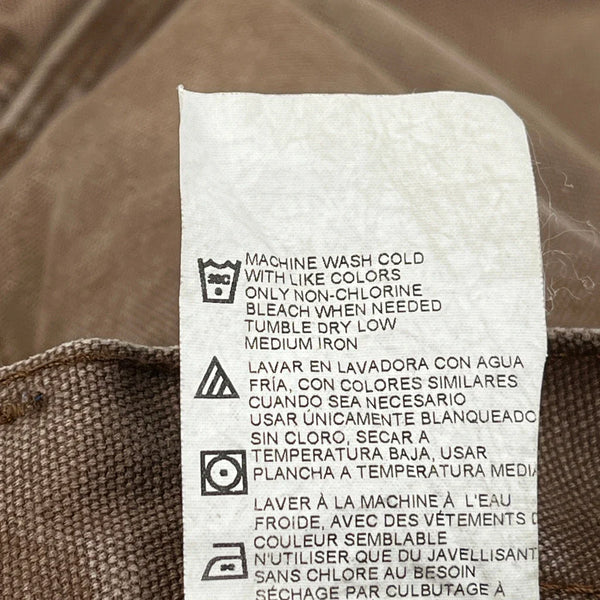 MACHINE WASH COLD
WITH LIKE COLORS
ONLY NON-CHLORINE
BLEACH WHEN NEEDED
TUMBLE DRY LOW
MEDIUM IRON
LAVAR EN LAVADORA CON AGUA
FRÍA, CON COLORES SIMILARES
CUANDO SEA NECESARIO
USAR ÚNICAMENTE BLANQUEADO
SIN CLORO, SECAR A
TEMPERATURA BAJA, USAR
PLANCHA A TEMPERATURA MEDIA
LAVER À LA MACHINE À L'EAU
FROIDE, AVEC DES VÊTEMENTS D
COULEUR SEMBLABLE
N'UTILISER QUE DU JAVELLISANT
SANS CHLORE AU BESOIN
SÉCHAGE PAR CULBUTAGE À